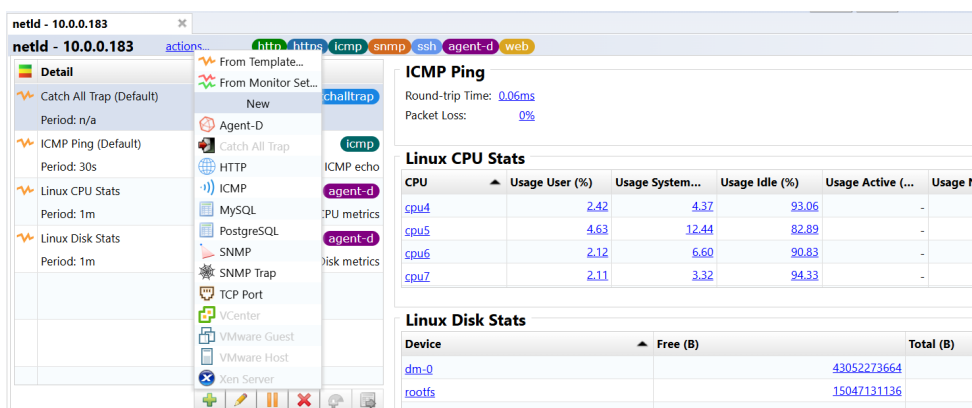 netld - 10.0.0.183
netld - 10.0.0.183 actions... http https icmp snmp ssh agent-d web
Detail
Catch All Trap (Default) challtrap
Period: n/a
ICMP Ping (Default) icmp
Period: 30s ICMP echo
Linux CPU Stats agent-d
Period: 1m CPU metrics
Linux Disk Stats agent-d
Period: 1m Disk metrics
From Template...
From Monitor Set...
New
Agent-D
Catch All Trap
HTTP
ICMP
MySQL
PostgreSQL
SNMP
SNMP Trap
TCP Port
VCenter
VMware Guest
VMware Host
Xen Server
ICMP Ping
Round-trip Time: 0.06ms
Packet Loss: 0%
Linux CPU Stats
CPU Usage User (%) Usage System... Usage Idle (%) Usage Active (... Usage N
cpu4 2.42 4.37 93.06 -
cpu5 4.63 12.44 82.89 -
cpu6 2.12 6.60 90.83 -
cpu7 2.11 3.32 94.33 -
Linux Disk Stats
Device Free (B) Total (B)
dm-0 43052273664
rootfs 15047131136